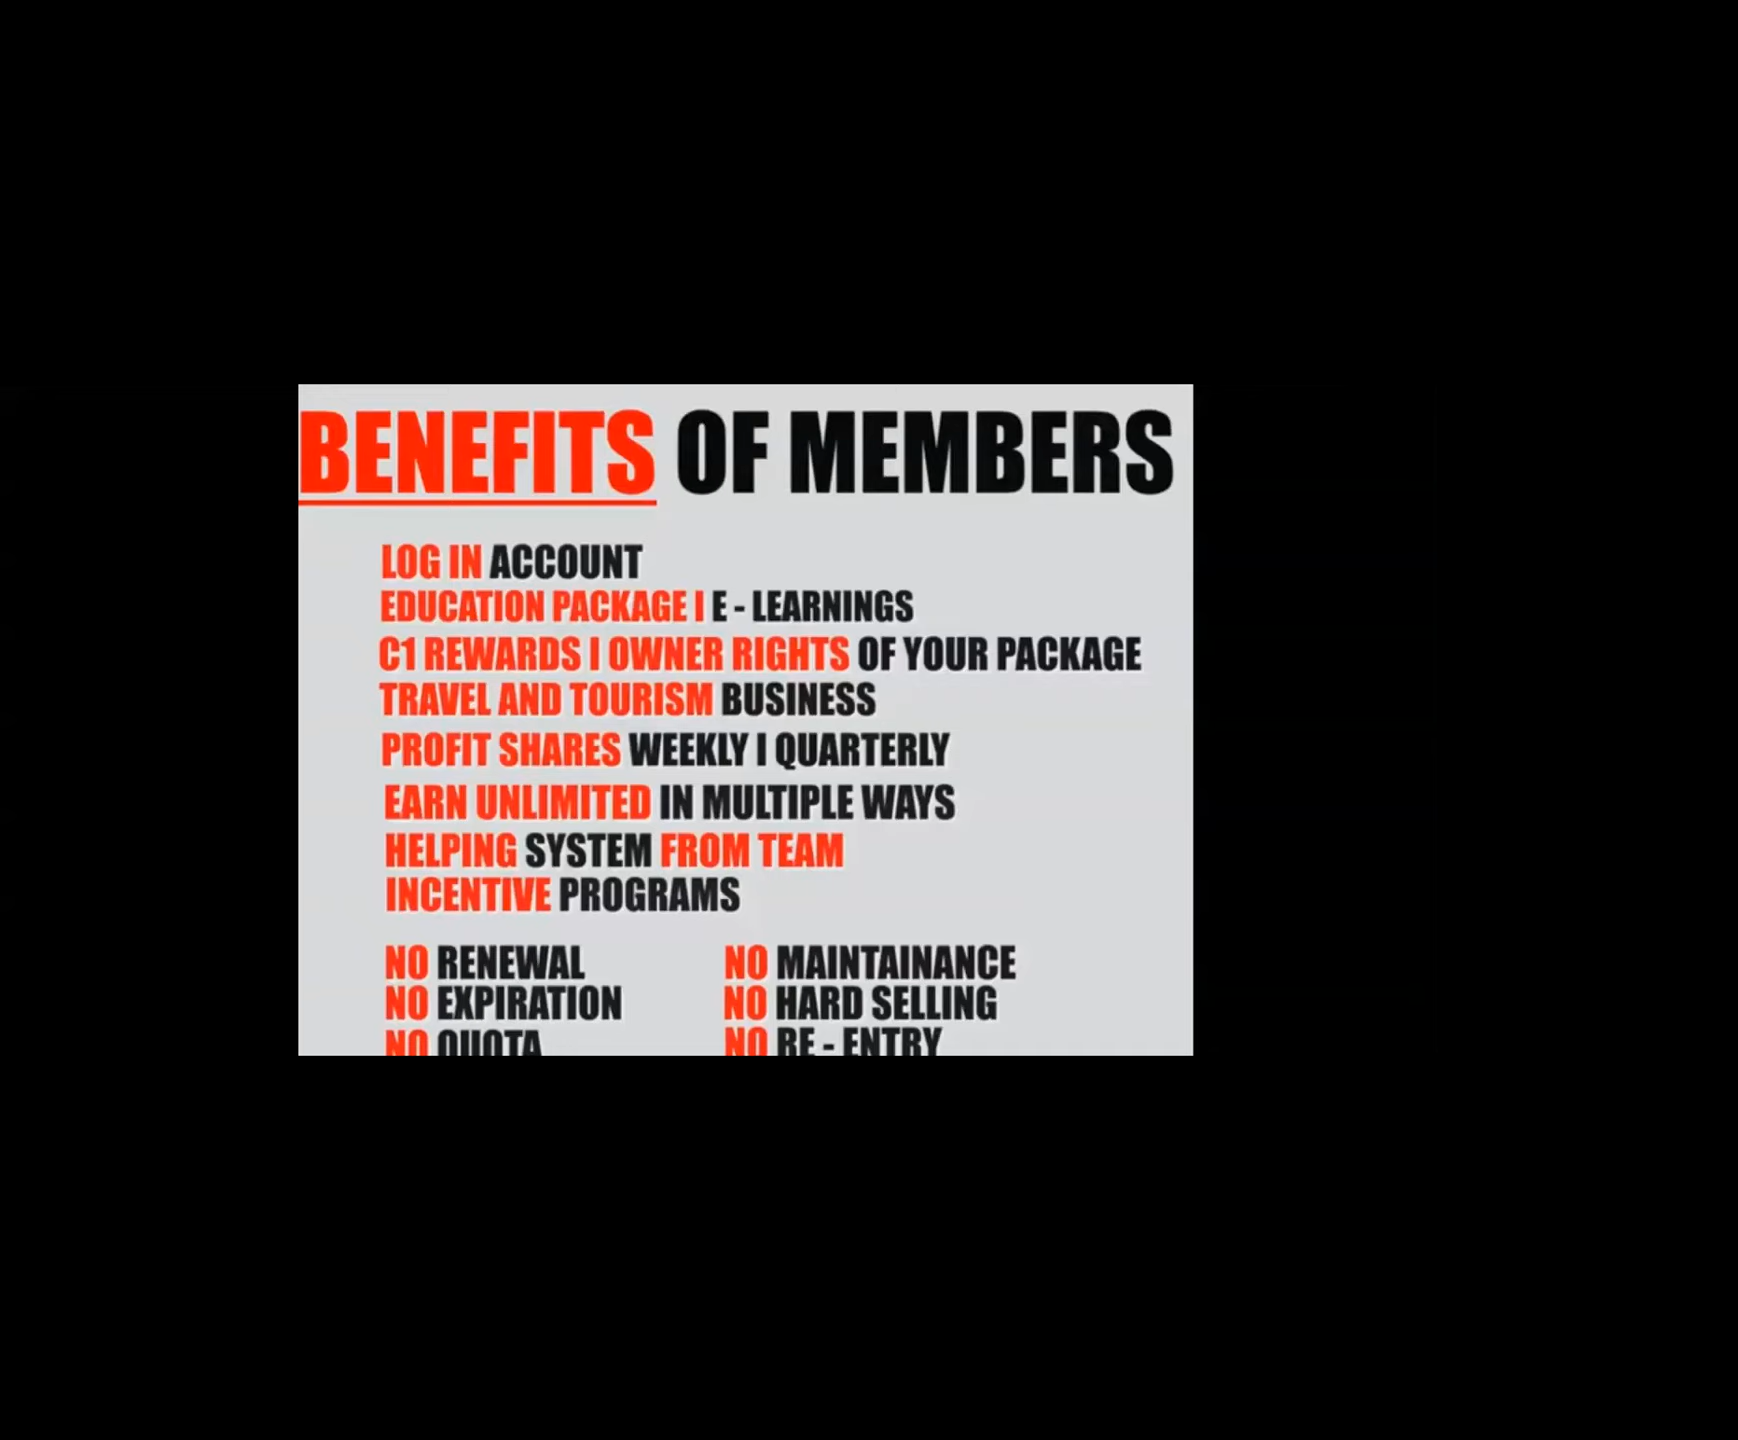 BENEFITS OF MEMBERS
LOG IN ACCOUNT
EDUCATION PACKAGE I E - LEARNINGS
C1 REWARDS I OWNER RIGHTS OF YOUR PACKAGE
TRAVEL AND TOURISM BUSINESS
PROFIT SHARES WEEKLY I QUARTERLY
EARN UNLIMITED IN MULTIPLE WAYS
HELPING SYSTEM FROM TEAM
INCENTIVE PROGRAMS
NO RENEWAL
NO EXPIRATION
NO QUOTA
NO MAINTAINANCE
NO HARD SELLING
NO RE - ENTRY